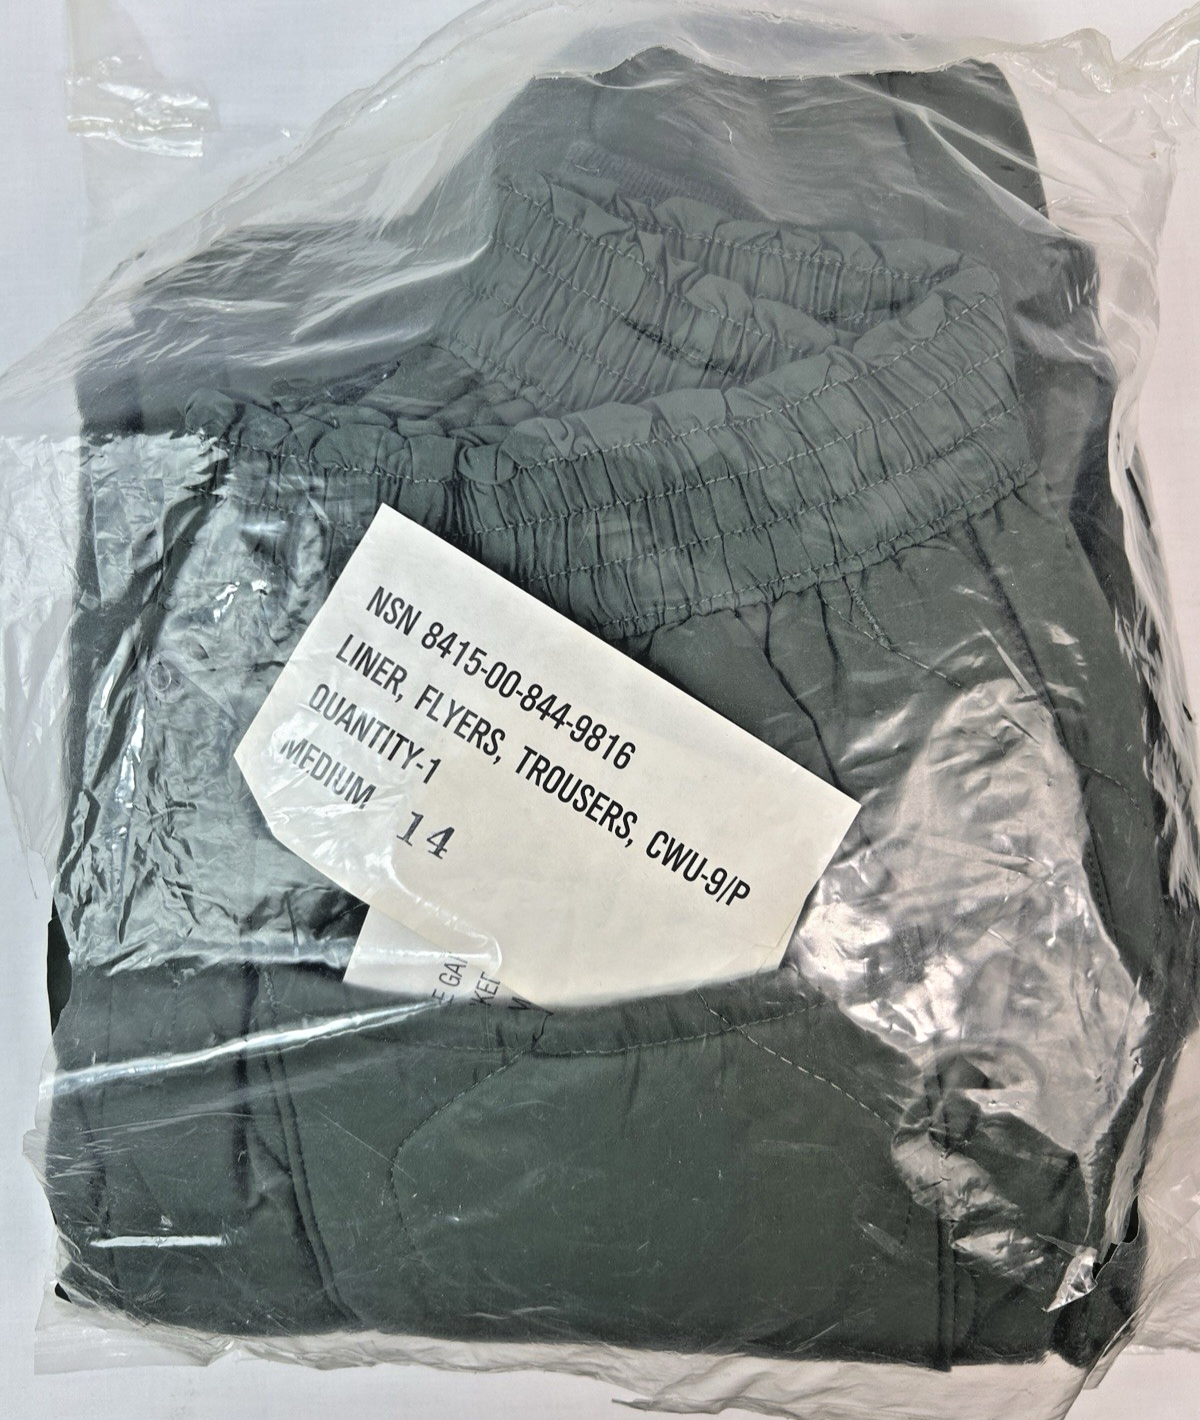 NSN 8415-00-844-9816
LINER, FLYERS, TROUSERS, CWU-9/P
QUANTITY-1
MEDIUM 14